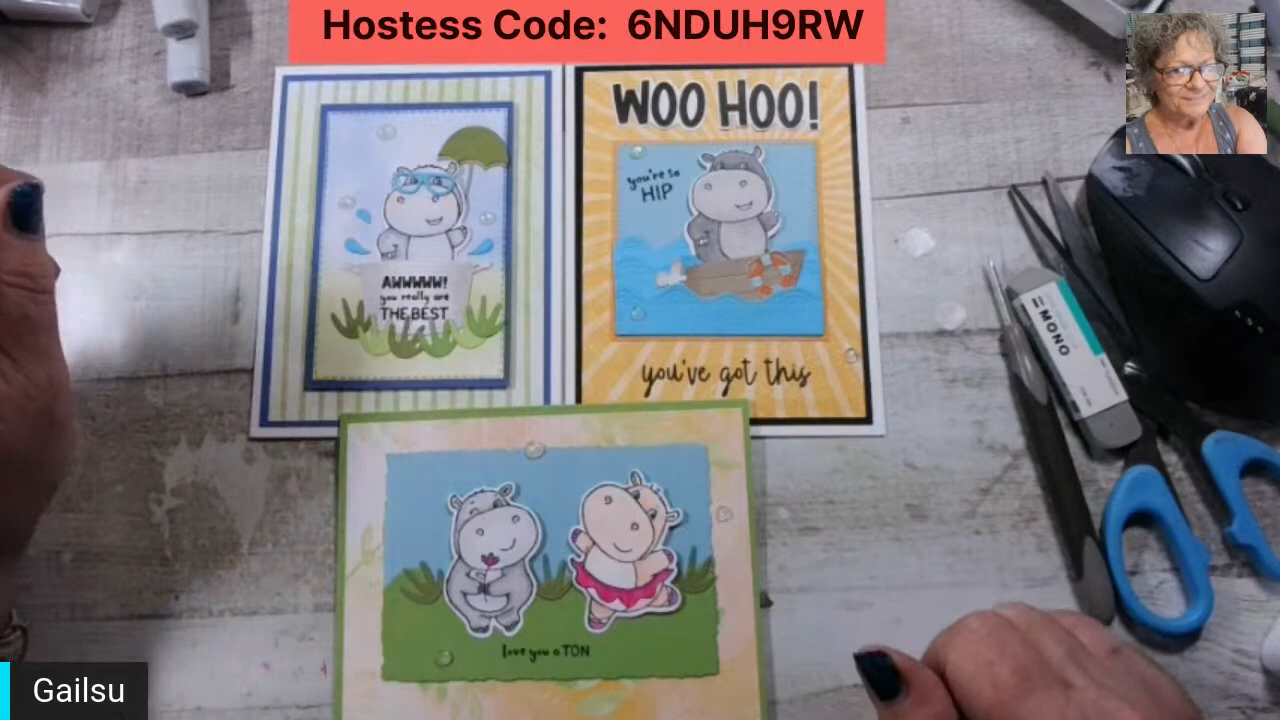 Hostess Code: 6NDUH9RW
WOO HOO!
you're so
HIP
AWWWWW!
you really are
THE BEST
you've got this
MONO
love you a TON
Gailsu